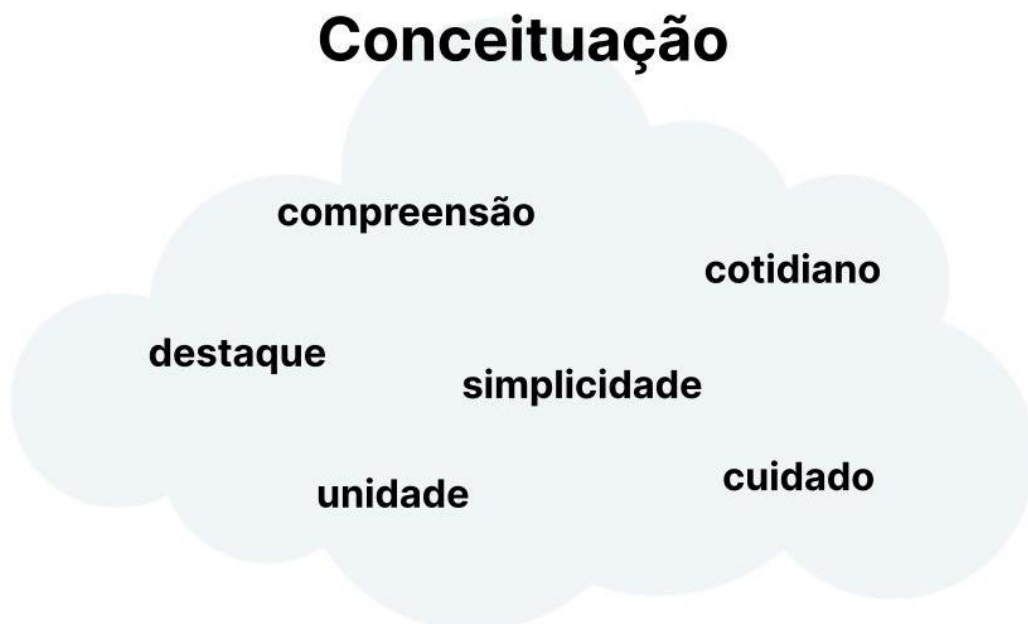 Conceituação
compreensão
cotidiano
destaque
simplicidade
cuidado
unidade